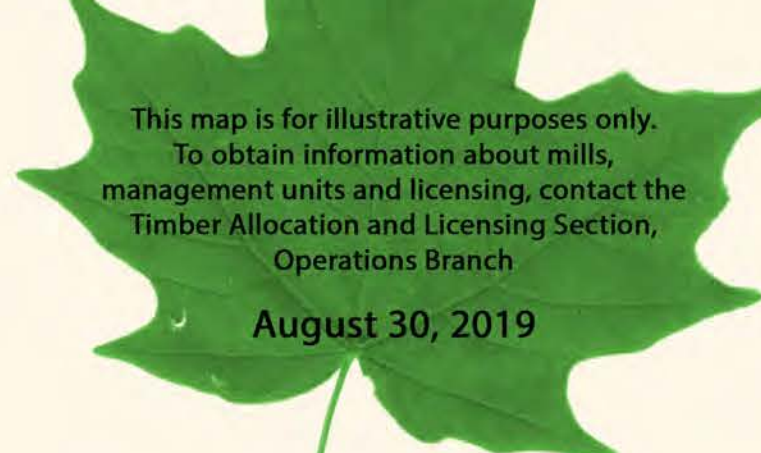 This map is for illustrative purposes only.
To obtain information about mills,
management units and licensing, contact the
Timber Allocation and Licensing Section,
Operations Branch
August 30, 2019